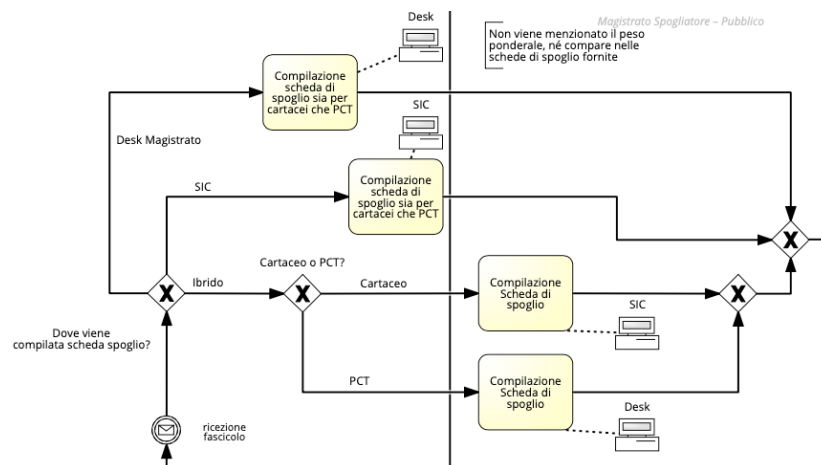 Desk
Magistrato Spogliatore – Pubblico
Non viene menzionato il peso
ponderale, né compare nelle
schede di spoglio fornite
Compilazione
scheda di
spoglio sia per
cartacei che PCT
SIC
Desk Magistrato
Compilazione
scheda di
spoglio sia per
cartacei che PCT
SIC
Cartaceo o PCT?
Ibrido
Cartaceo
Compilazione
Scheda di
spoglio
SIC
Dove viene
compilata scheda spoglio?
PCT
Compilazione
Scheda di
spoglio
Desk
ricezione
fascicolo